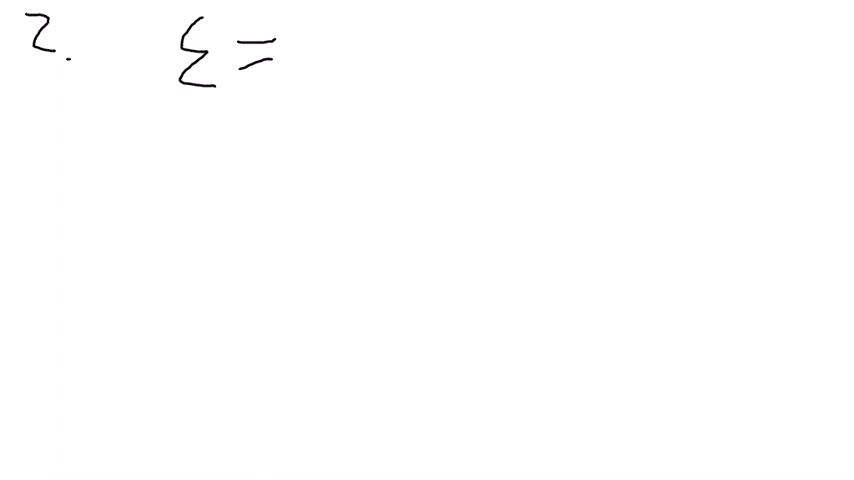 2. ξ =